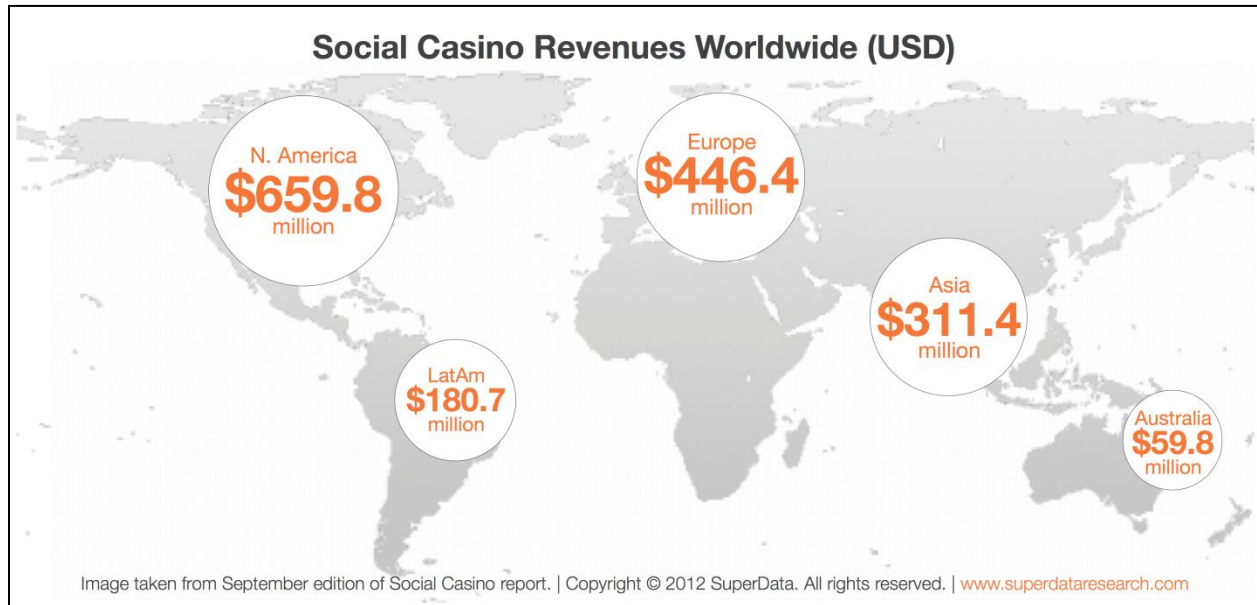 Social Casino Revenues Worldwide (USD)
N. America
$659.8
million
Europe
$446.4
million
Asia
$311.4
million
LatAm
$180.7
million
Australia
$59.8
million
Image taken from September edition of Social Casino report. | Copyright © 2012 SuperData. All rights reserved. | www.superdataresearch.com